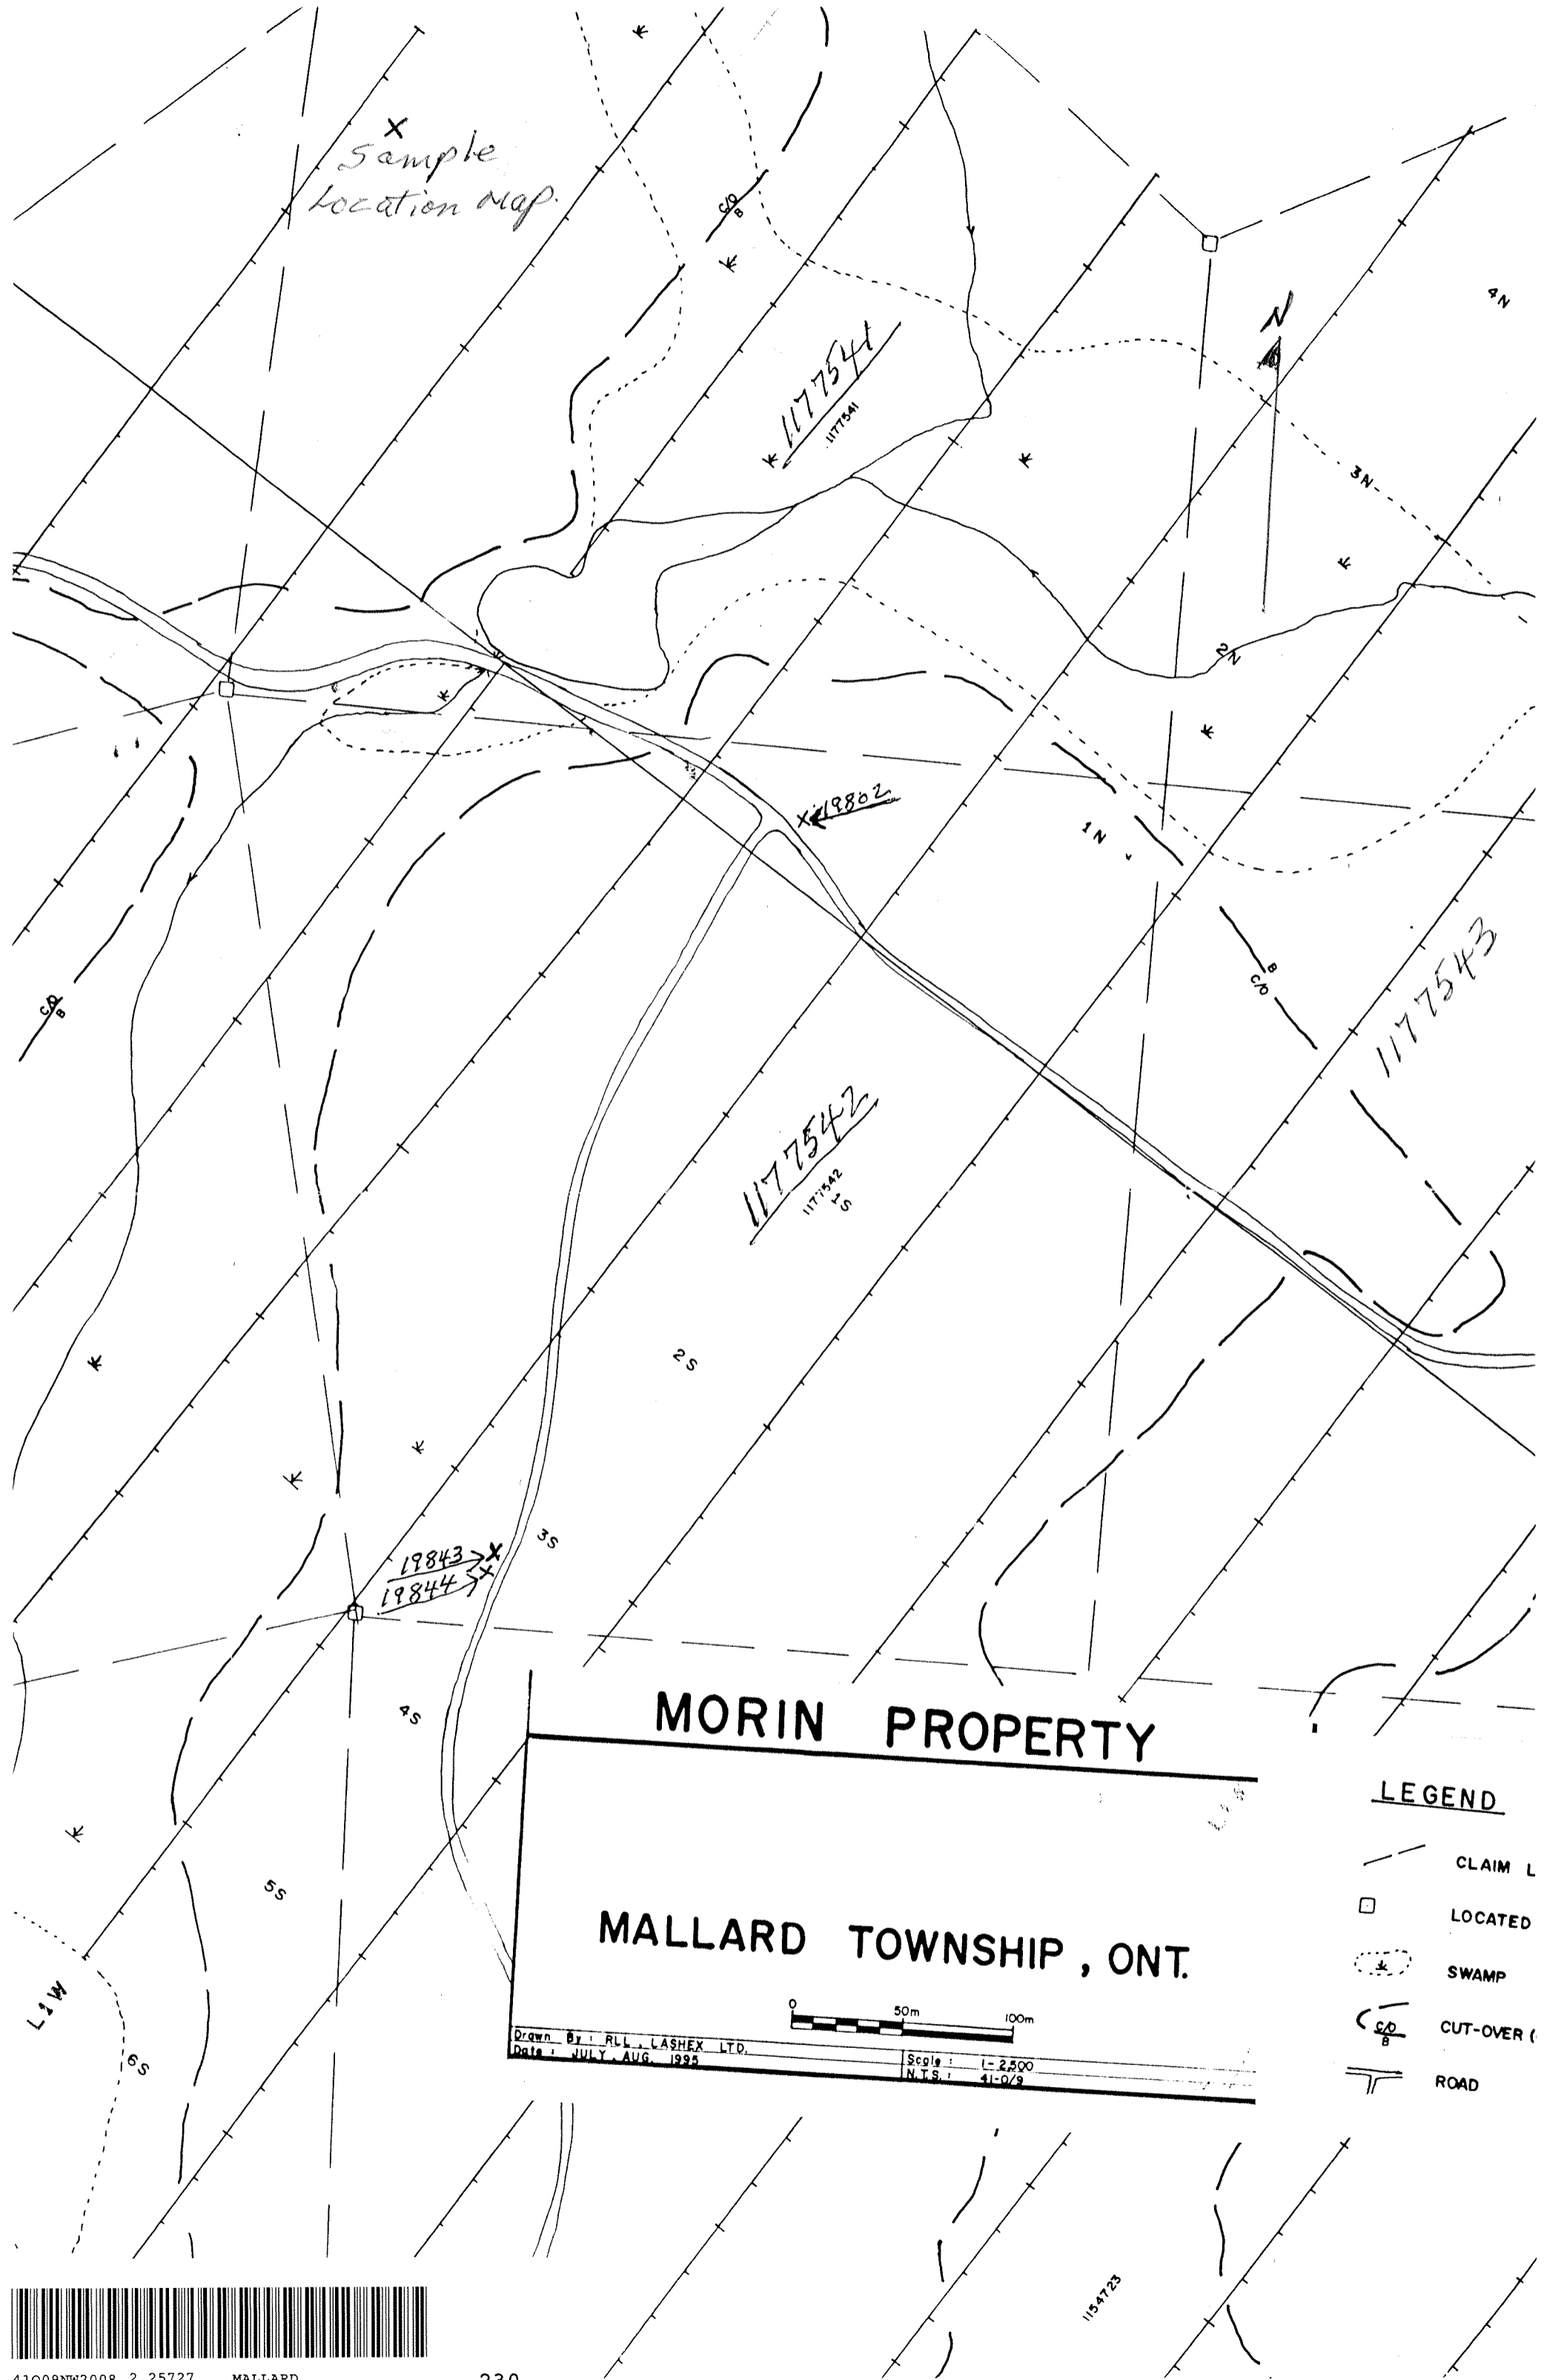 X
Sample
Location Map.
C/O
B
4N
N
1177541
1177541
3N
2N
19802
1N
B
C/O
1177543
C/O
B
1177542
1177542
1S
2S
3S
19843 X
19844 X
4S
MORIN PROPERTY
LEGEND
CLAIM L
LOCATED
SWAMP
C/O
B
CUT-OVER (
ROAD
5S
MALLARD TOWNSHIP, ONT.
0 50m 100m
Drawn By: RLL, LASHEX LTD.
Date: JULY, AUG, 1995
Scale: 1-2,500
N.T.S.: 41-O/9
L1W
6S
1154723
41O09NW2008 2.25727 MALLARD
230